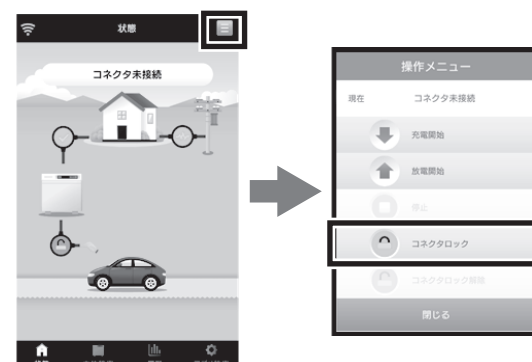 状態
コネクタ未接続
操作メニュー
現在 コネクタ未接続
充電開始
放電開始
停止
コネクタロック
コネクタロック解除
閉じる